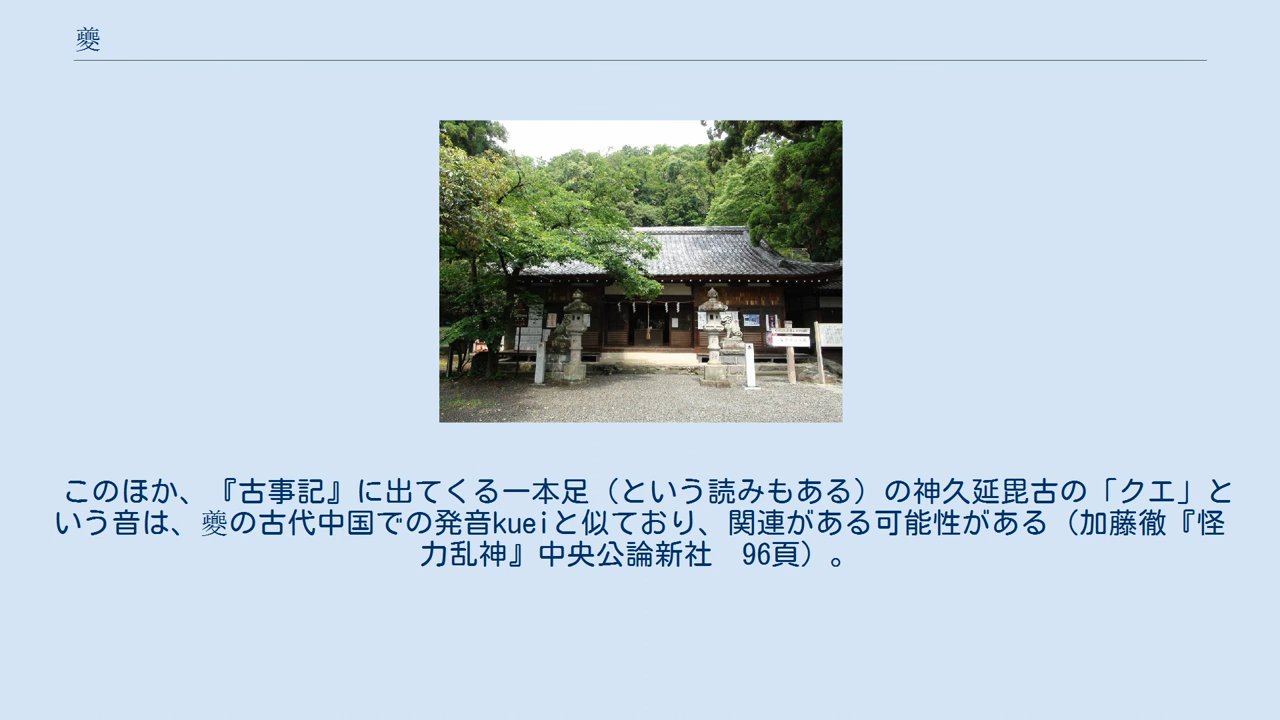 夔
このほか、『古事記』に出てくる一本足（という読みもある）の神久延毘古の「クエ」と
いう音は、夔の古代中国での発音kueiと似ており、関連がある可能性がある（加藤徹『怪
力乱神』中央公論新社　96頁）。